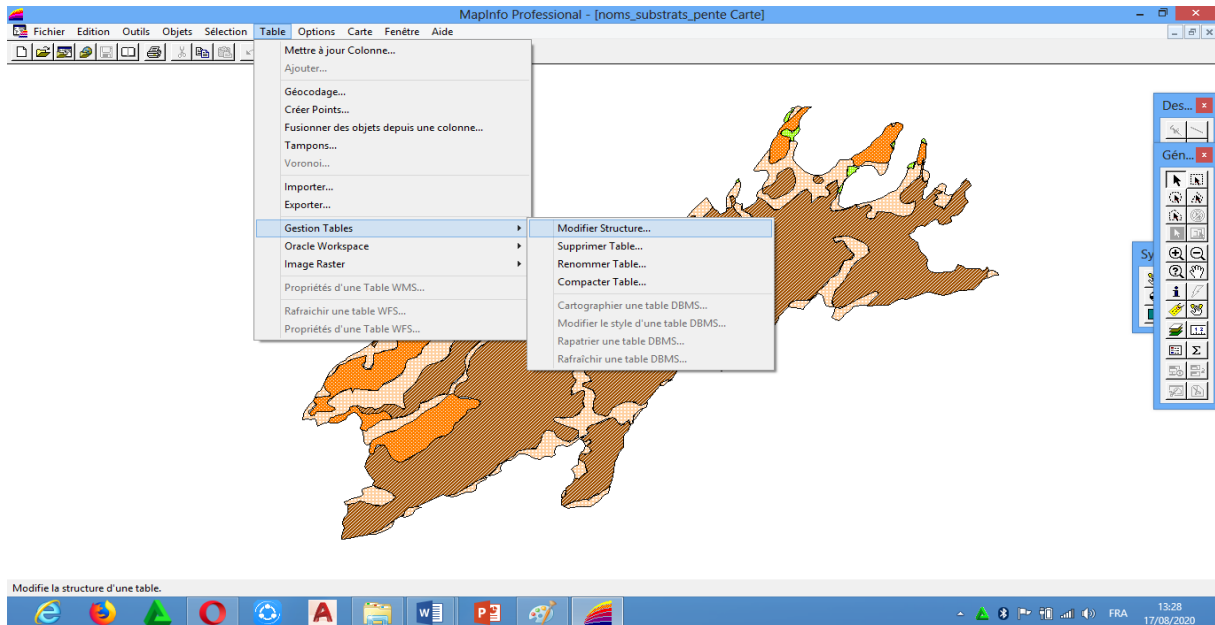 MapInfo Professional - [noms_substrats_pente Carte]
Fichier Edition Outils Objets Sélection Table Options Carte Fenêtre Aide
Mettre à jour Colonne...
Ajouter...
Géocodage...
Créer Points...
Fusionner des objets depuis une colonne...
Tampons...
Voronoi...
Importer...
Exporter...
Gestion Tables
Oracle Workspace
Image Raster
Propriétés d'une Table WMS...
Rafraichir une table WFS...
Propriétés d'une Table WFS...
Modifier Structure...
Supprimer Table...
Renommer Table...
Compacter Table...
Cartographier une table DBMS...
Modifier le style d'une table DBMS...
Rapatrier une table DBMS...
Rafraîchir une table DBMS...
Des...
Gén...
Sy
Modifie la structure d'une table.
FRA
13:28
17/08/2020